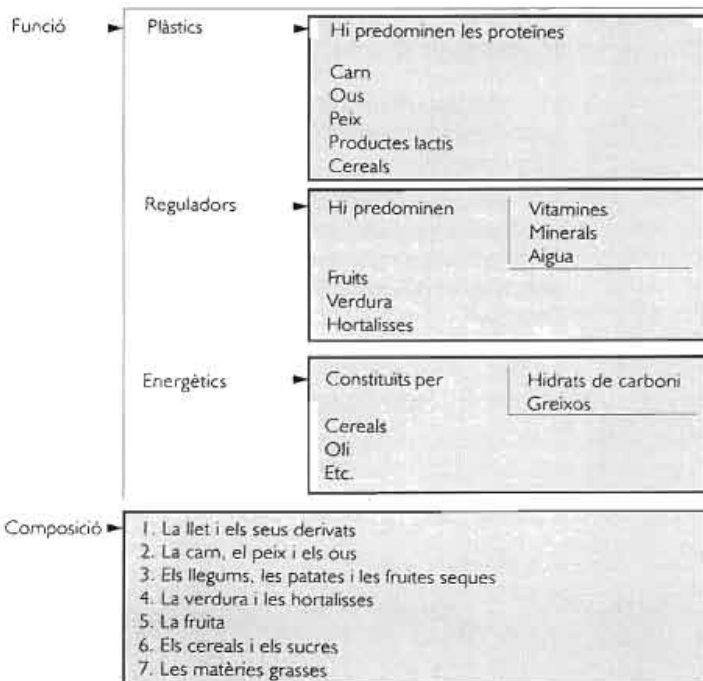 Funció ► Plàstics ► Hi predominen les proteïnes
Carn
Ous
Peix
Productes lactis
Cereals
Reguladors ► Hi predominen Vitamines
Minerals
Aigua
Fruits
Verdura
Hortalisses
Energètics ► Constituïts per Hidrats de carboni
Greixos
Cereals
Oli
Etc.
Composició ► 1. La llet i els seus derivats
2. La carn, el peix i els ous
3. Els llegums, les patates i les fruites seques
4. La verdura i les hortalisses
5. La fruita
6. Els cereals i els sucres
7. Les matèries grasses